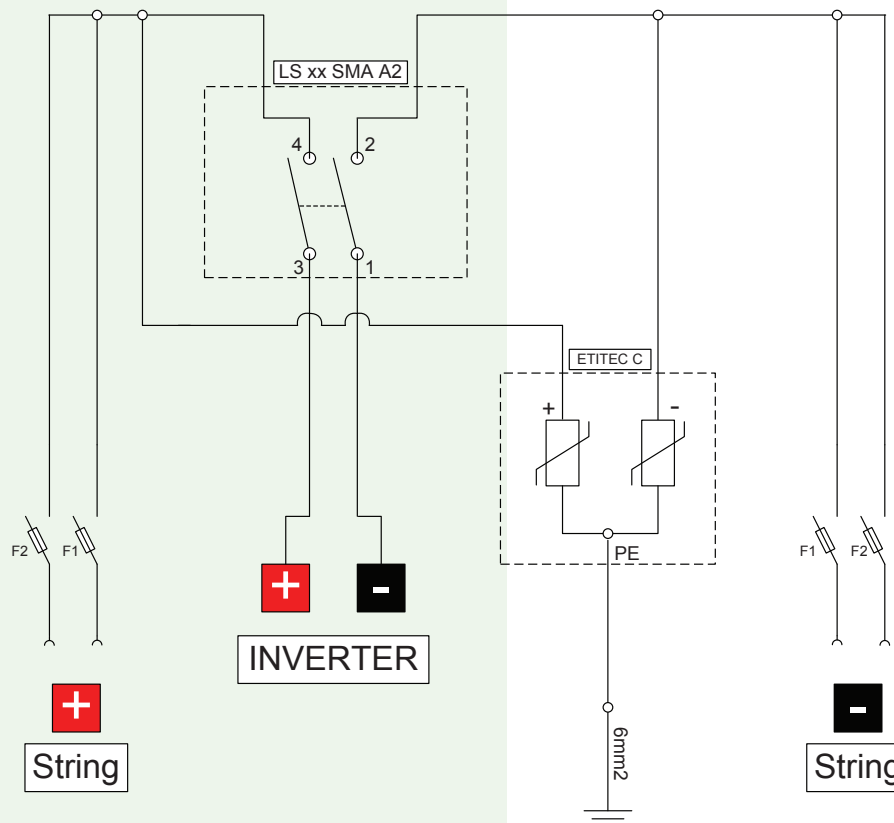 LS xx SMA A2
4
2
3
1
ETITEC C
+
-
F2
F1
F1
F2
PE
+
-
INVERTER
6mm2
+
-
String
String